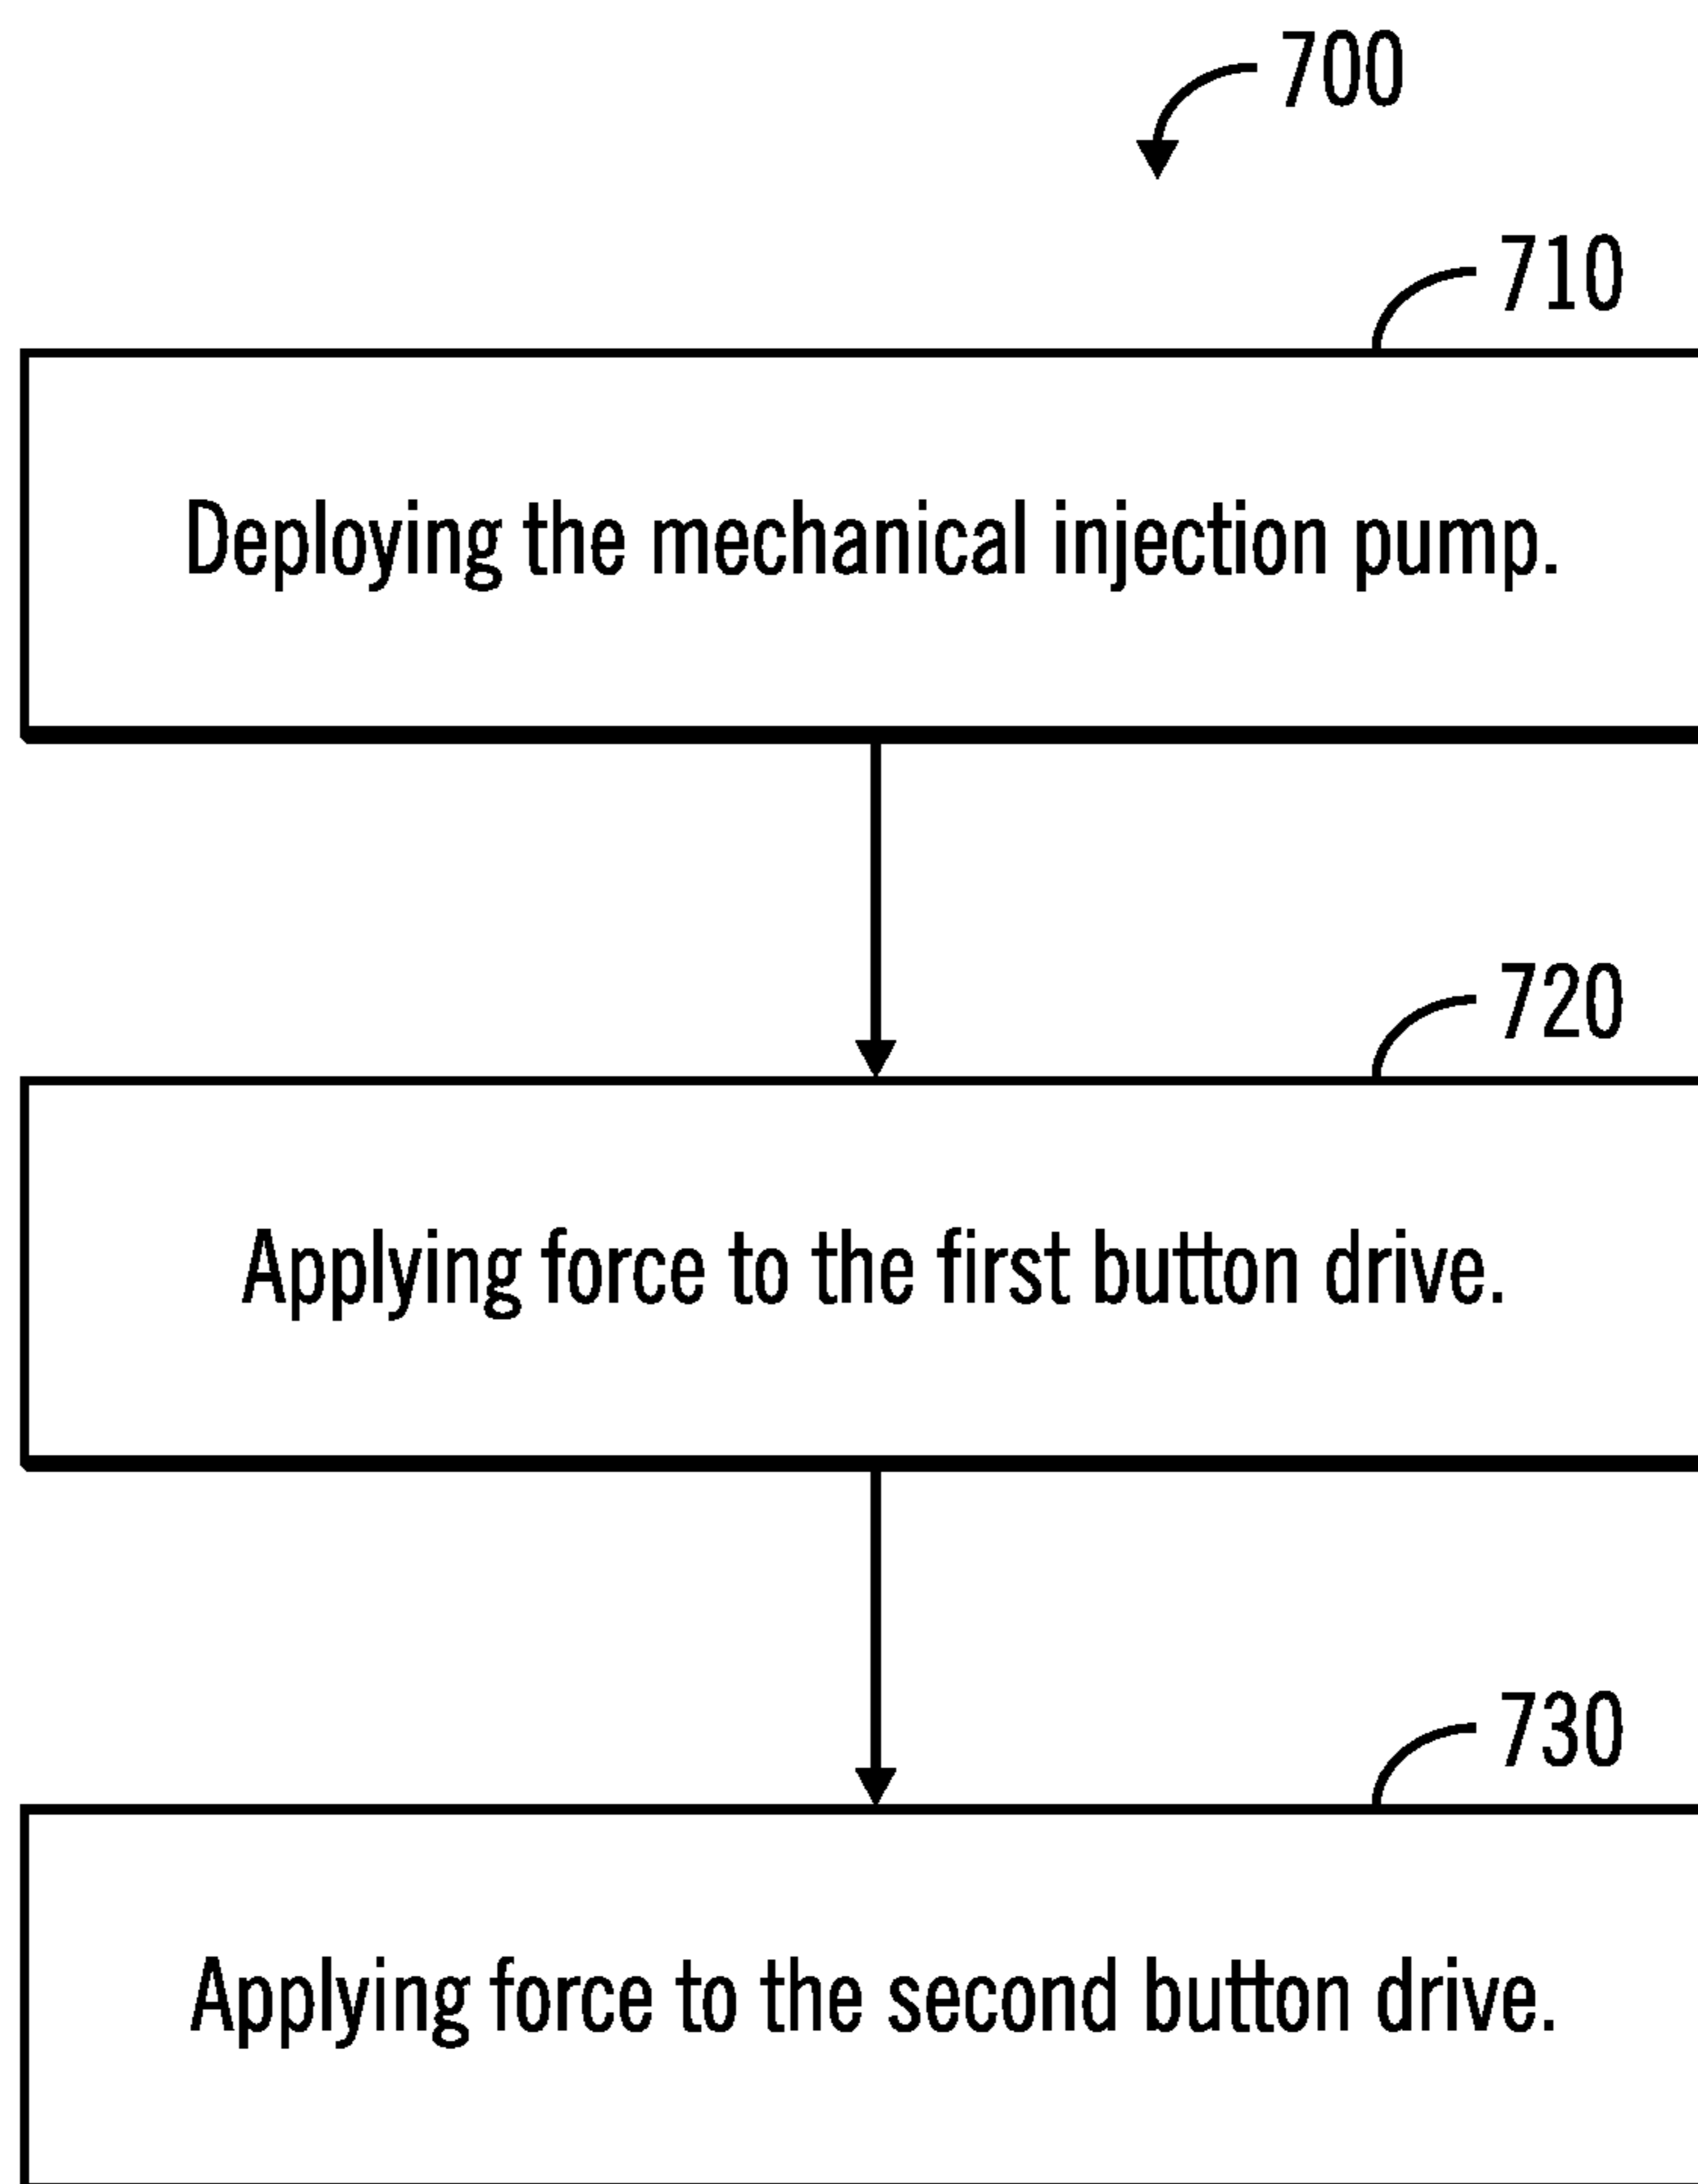 700
710
Deploying the mechanical injection pump.
720
Applying force to the first button drive.
730
Applying force to the second button drive.